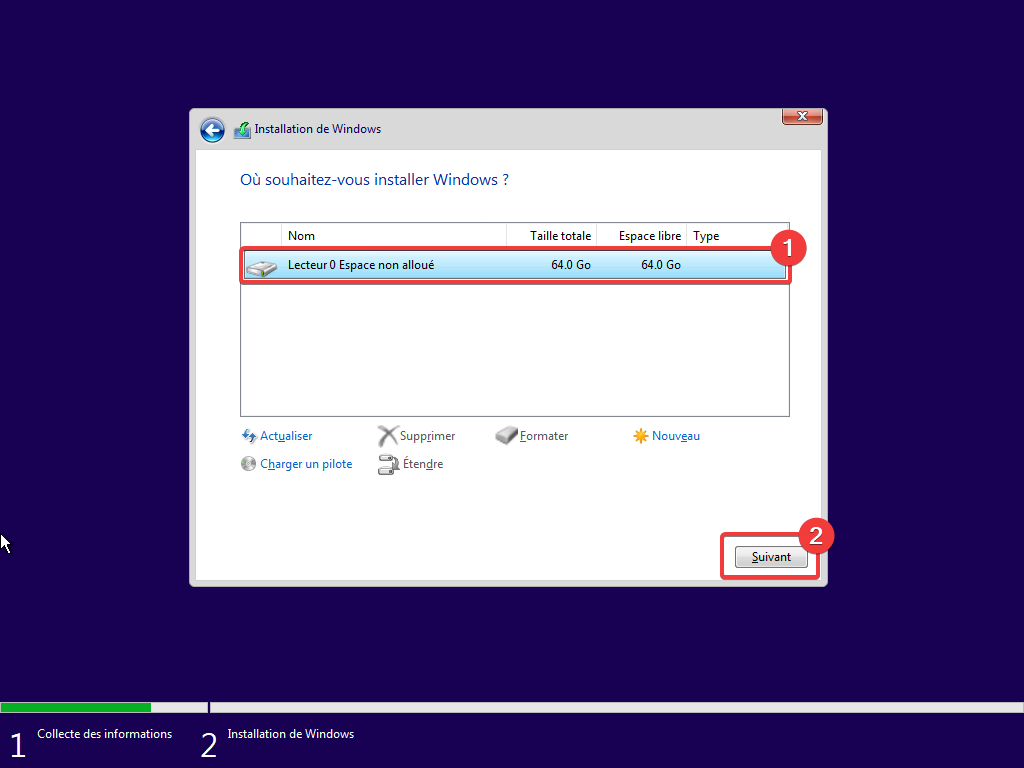 Installation de Windows
Où souhaitez-vous installer Windows ?
Nom Taille totale Espace libre Type
1
Lecteur 0 Espace non alloué 64.0 Go 64.0 Go
Actualiser Supprimer Formater Nouveau
Charger un pilote Étendre
2
Suivant
1 Collecte des informations 2 Installation de Windows